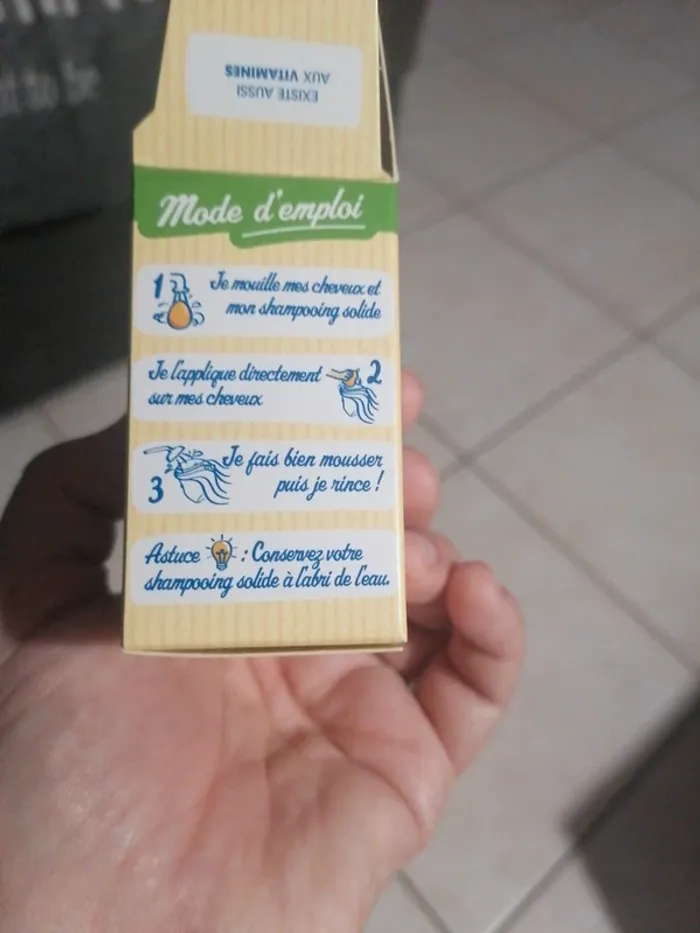 EXISTE AUSSI
AUX VITAMINES
Mode d'emploi
1 Je mouille mes cheveux et
mon shampooing solide
Je l'applique directement 2
sur mes cheveux
Je fais bien mousser
3 puis je rince !
Astuce : Conservez votre
shampooing solide à l'abri de l'eau.
to be